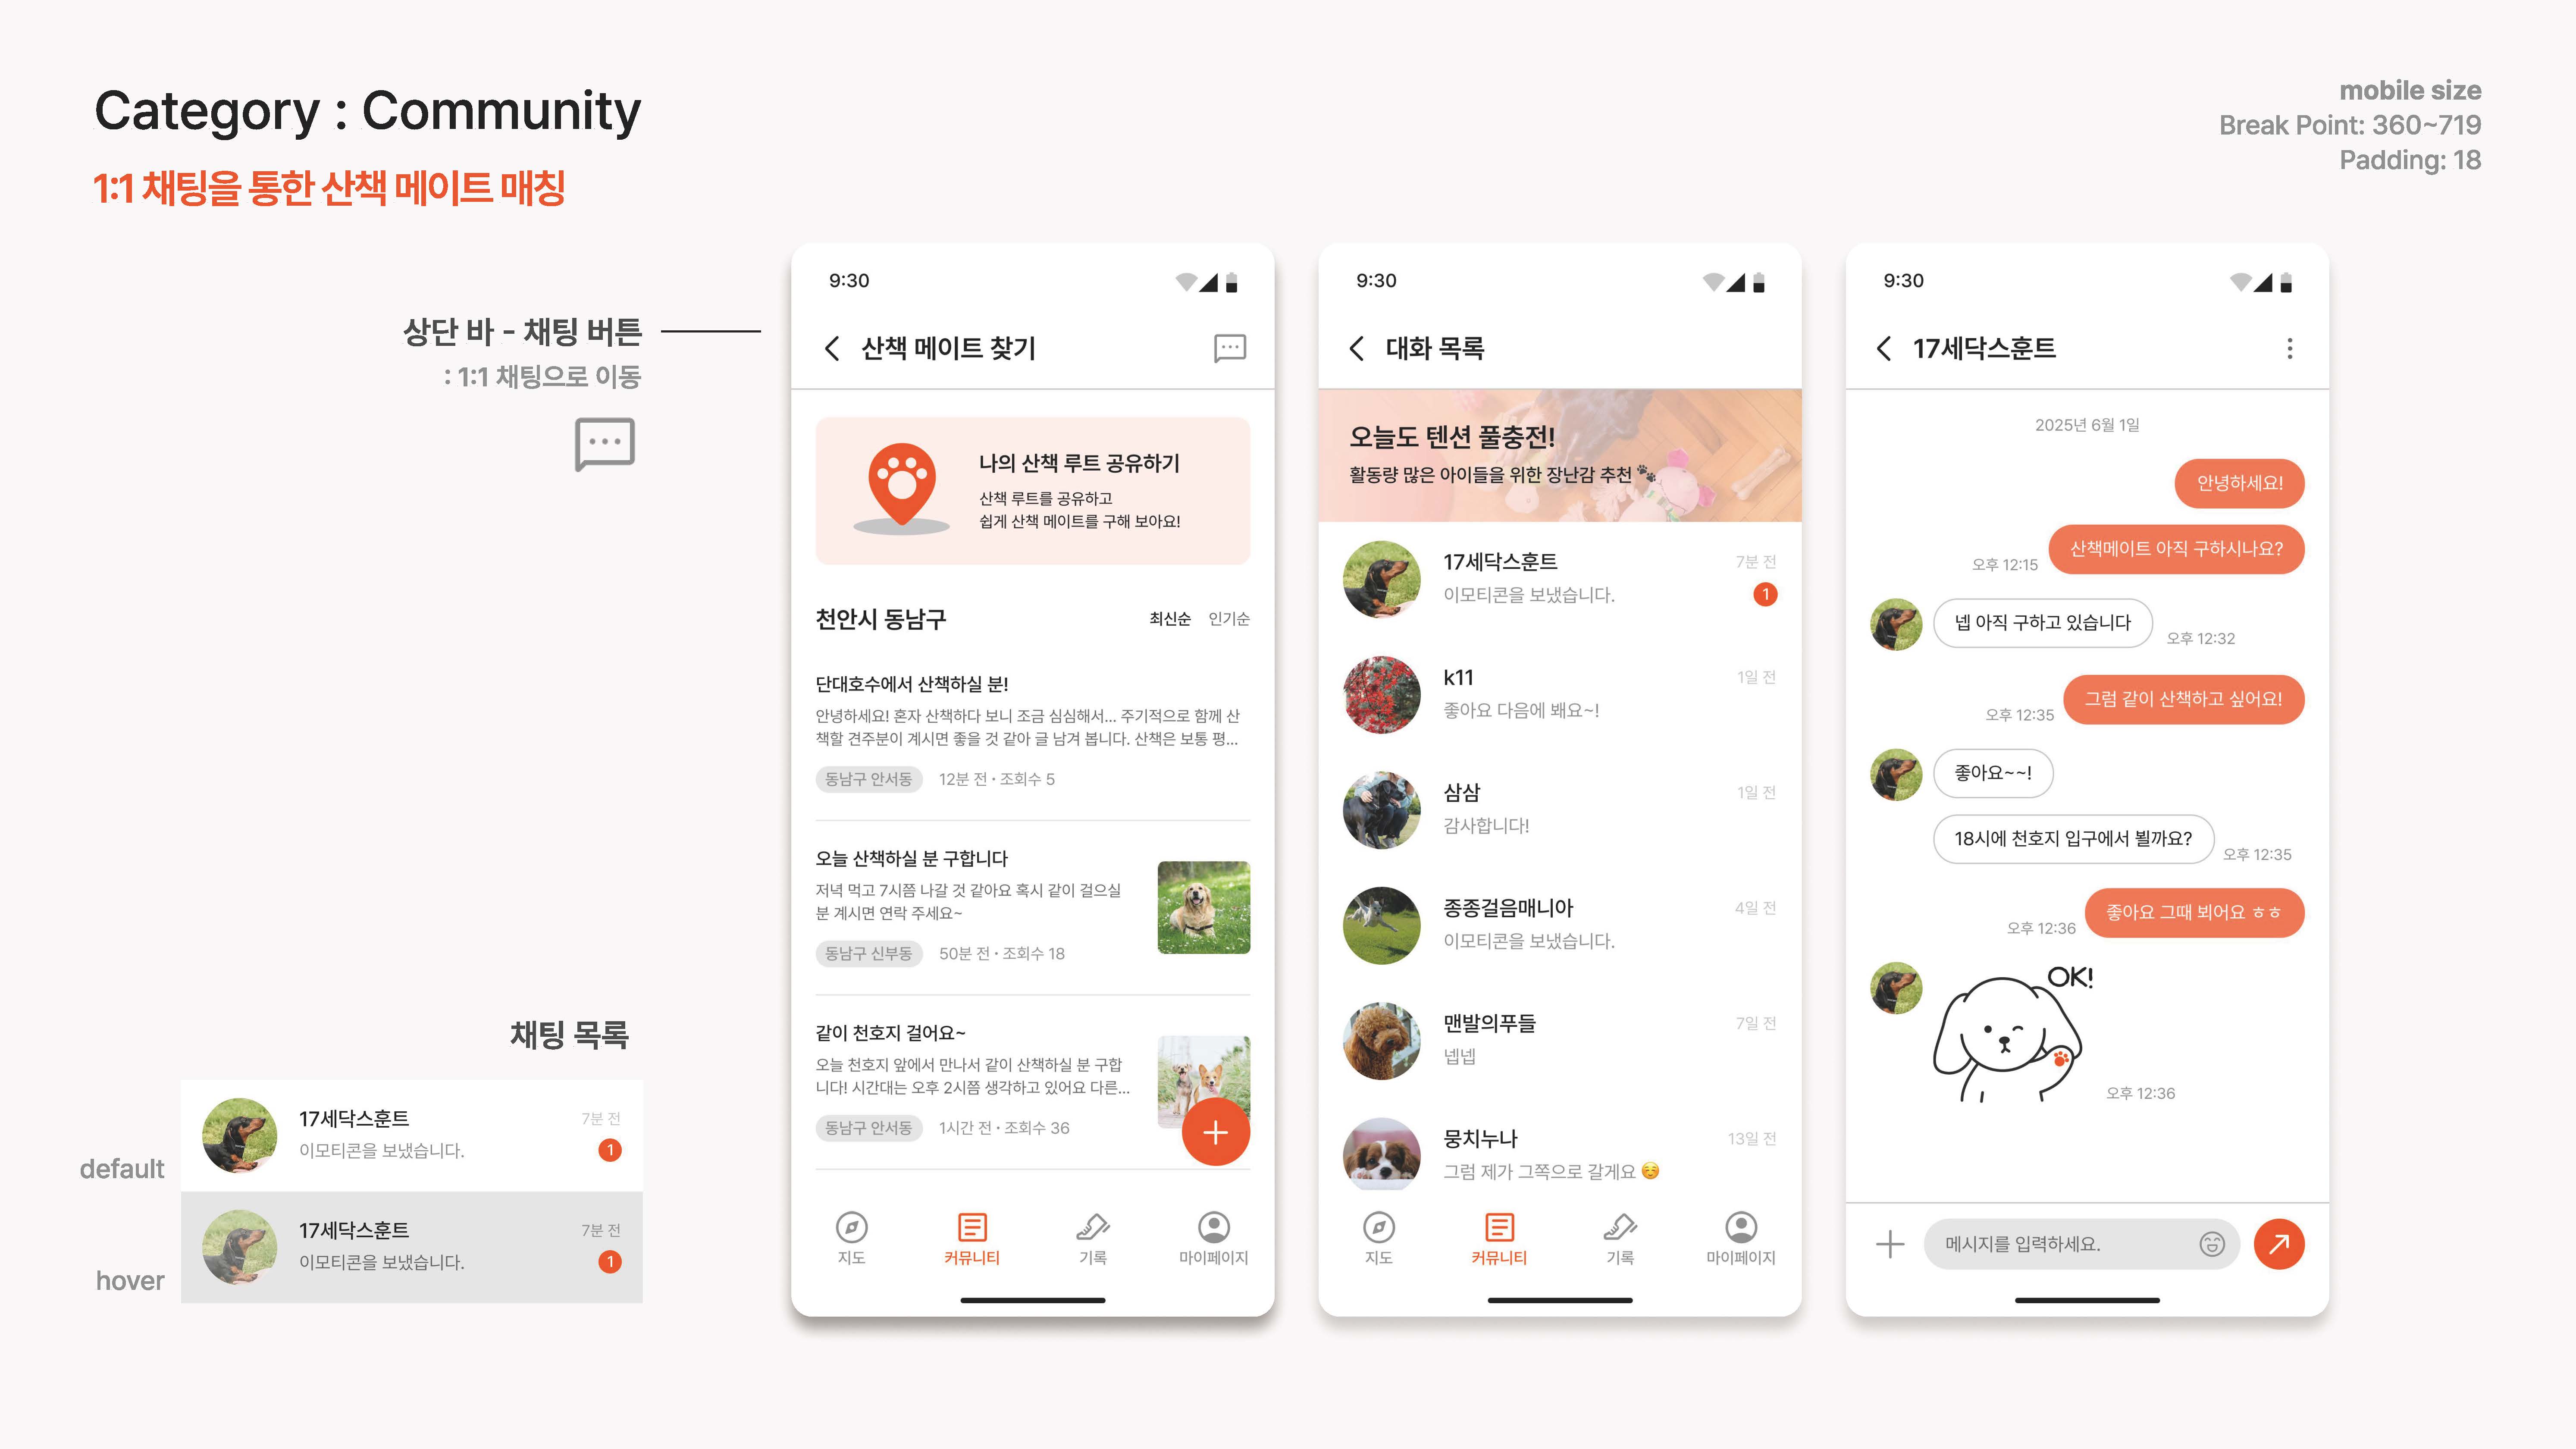 Category : Community
1:1 채팅을 통한 산책 메이트 매칭
mobile size
Break Point: 360~719
Padding: 18
상단 바 - 채팅 버튼
: 1:1 채팅으로 이동
채팅 목록
default
17세닥스훈트
7분 전
이모티콘을 보냈습니다.
1
hover
17세닥스훈트
7분 전
이모티콘을 보냈습니다.
1
9:30
산책 메이트 찾기
나의 산책 루트 공유하기
산책 루트를 공유하고
쉽게 산책 메이트를 구해 보아요!
천안시 동남구
최신순 인기순
단대호수에서 산책하실 분!
안녕하세요! 혼자 산책하다 보니 조금 심심해서... 주기적으로 함께 산
책할 견주분이 계시면 좋을 것 같아 글 남겨 봅니다. 산책은 보통 평...
동남구 안서동 12분 전 • 조회수 5
오늘 산책하실 분 구합니다
저녁 먹고 7시쯤 나갈 것 같아요 혹시 같이 걸으실
분 계시면 연락 주세요~
동남구 신부동 50분 전 • 조회수 18
같이 천호지 걸어요~
오늘 천호지 앞에서 만나서 같이 산책하실 분 구합
니다! 시간대는 오후 2시쯤 생각하고 있어요 다른...
동남구 안서동 1시간 전 • 조회수 36
지도 커뮤니티 기록 마이페이지
9:30
대화 목록
오늘도 텐션 풀충전!
활동량 많은 아이들을 위한 장난감 추천 🐾
17세닥스훈트
7분 전
이모티콘을 보냈습니다.
1
k11
1일 전
좋아요 다음에 봬요~!
삼삼
1일 전
감사합니다!
종종걸음매니아
4일 전
이모티콘을 보냈습니다.
맨발의푸들
7일 전
넵넵
뭉치누나
13일 전
그럼 제가 그쪽으로 갈게요 ☺️
지도 커뮤니티 기록 마이페이지
9:30
17세닥스훈트
2025년 6월 1일
안녕하세요!
산책메이트 아직 구하시나요?
오후 12:15
넵 아직 구하고 있습니다
오후 12:32
그럼 같이 산책하고 싶어요!
오후 12:35
좋아요~~!
18시에 천호지 입구에서 뵐까요?
오후 12:35
좋아요 그때 뵈어요 ㅎㅎ
오후 12:36
OK!
오후 12:36
메시지를 입력하세요.